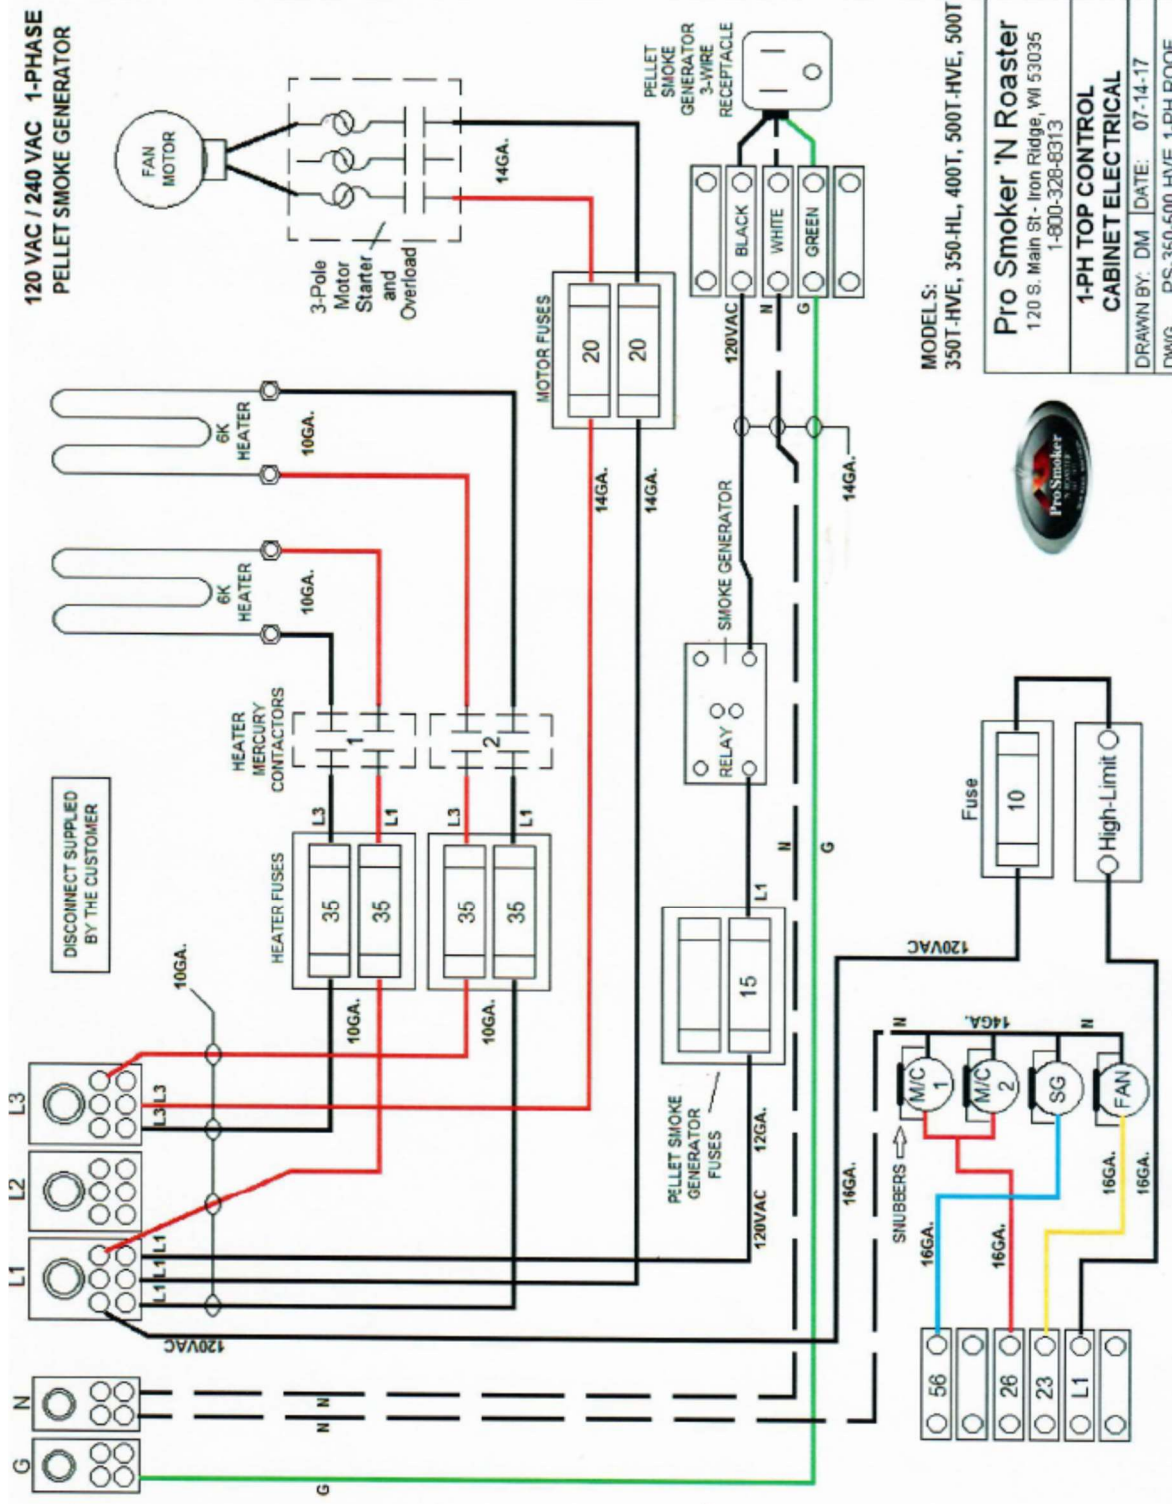 120 VAC / 240 VAC 1-PHASE
PELLET SMOKE GENERATOR
DISCONNECT SUPPLIED
BY THE CUSTOMER
FAN
MOTOR
3-Pole
Motor
Starter
and
Overload
14GA.
6K
HEATER
10GA.
6K
HEATER
10GA.
HEATER
MERCURY
CONTACTORS
1
2
HEATER FUSES
L3
35
35
L1
L3
35
35
L1
10GA.
10GA.
10GA.
MOTOR FUSES
20
20
14GA.
14GA.
G
N
L1
L2
L3
L3
L3
L1
L1
L1
120VAC
N
N
G
PELLET
SMOKE
GENERATOR
3-WIRE
RECEPTACLE
BLACK
WHITE
GREEN
120VAC
N
G
14GA.
SMOKE GENERATOR
RELAY
L1
15
PELLET SMOKE
GENERATOR
FUSES
120VAC
12GA.
N
G
16GA.
120VAC
Fuse
10
High-Limit
N
14GA.
N
M/C
1
M/C
2
SG
FAN
SNUBBERS
16GA.
16GA.
16GA.
16GA.
56
26
23
L1
MODELS:
350T-HVE, 350-HL, 400T, 500T-HVE, 500T
Pro Smoker
Pro Smoker 'N Roaster
120 S. Main St - Iron Ridge, WI 53035
1-800-328-8313
1-PH TOP CONTROL
CABINET ELECTRICAL
DRAWN BY: DM DATE: 07-14-17